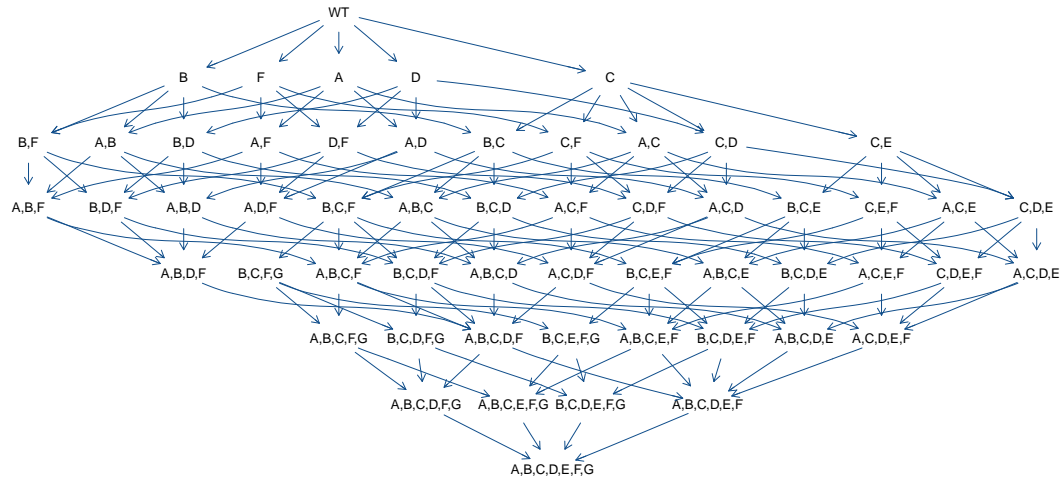 WT
B F A D C
B,F A,B B,D A,F D,F A,D B,C C,F A,C C,D C,E
A,B,F B,D,F A,B,D A,D,F B,C,F A,B,C B,C,D A,C,F C,D,F A,C,D B,C,E C,E,F A,C,E C,D,E
A,B,D,F B,C,F,G A,B,C,F B,C,D,F A,B,C,D A,C,D,F B,C,E,F A,B,C,E B,C,D,E A,C,E,F C,D,E,F A,C,D,E
A,B,C,F,G B,C,D,F,G A,B,C,D,F B,C,E,F,G A,B,C,E,F B,C,D,E,F A,B,C,D,E A,C,D,E,F
A,B,C,D,F,G A,B,C,E,F,G B,C,D,E,F,G A,B,C,D,E,F
A,B,C,D,E,F,G